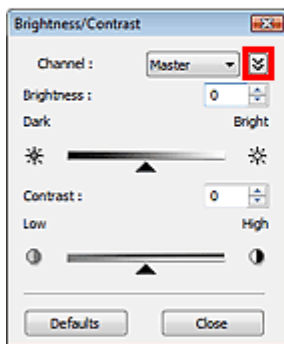 Brightness/Contrast
Channel : Master
Brightness : 0
Dark Bright
Contrast : 0
Low High
Defaults Close